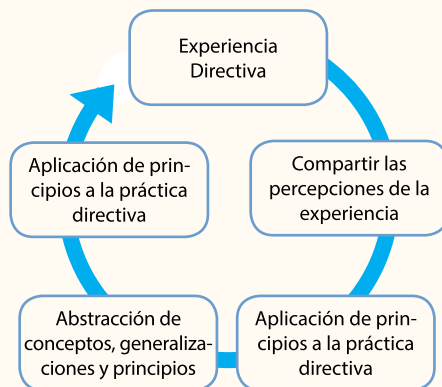 Experiencia
Directiva
Compartir las
percepciones de la
experiencia
Aplicación de prin-
cipios a la práctica
directiva
Abstracción de
conceptos, generaliza-
ciones y principios
Aplicación de prin-
cipios a la práctica
directiva